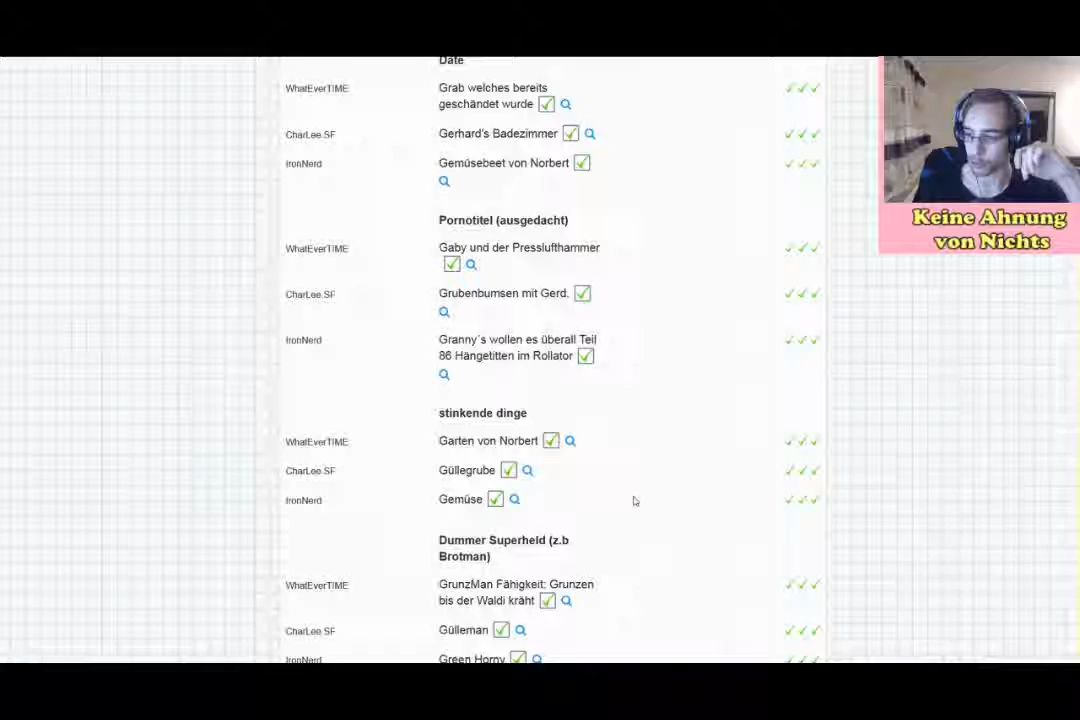 Date
WhatEverTIME
Grab welches bereits
geschändet wurde
CharLee.SF
Gerhard's Badezimmer
IronNerd
Gemüsebeet von Norbert
Pornotitel (ausgedacht)
WhatEverTIME
Gaby und der Presslufthammer
CharLee.SF
Grubenbumsen mit Gerd.
IronNerd
Granny´s wollen es überall Teil
86 Hängetitten im Rollator
stinkende dinge
WhatEverTIME
Garten von Norbert
CharLee.SF
Güllegrube
IronNerd
Gemüse
Dummer Superheld (z.b
Brotman)
WhatEverTIME
GrunzMan Fähigkeit: Grunzen
bis der Waldi kräht
CharLee.SF
Gülleman
IronNerd
Green Horny
Keine Ahnung
von Nichts